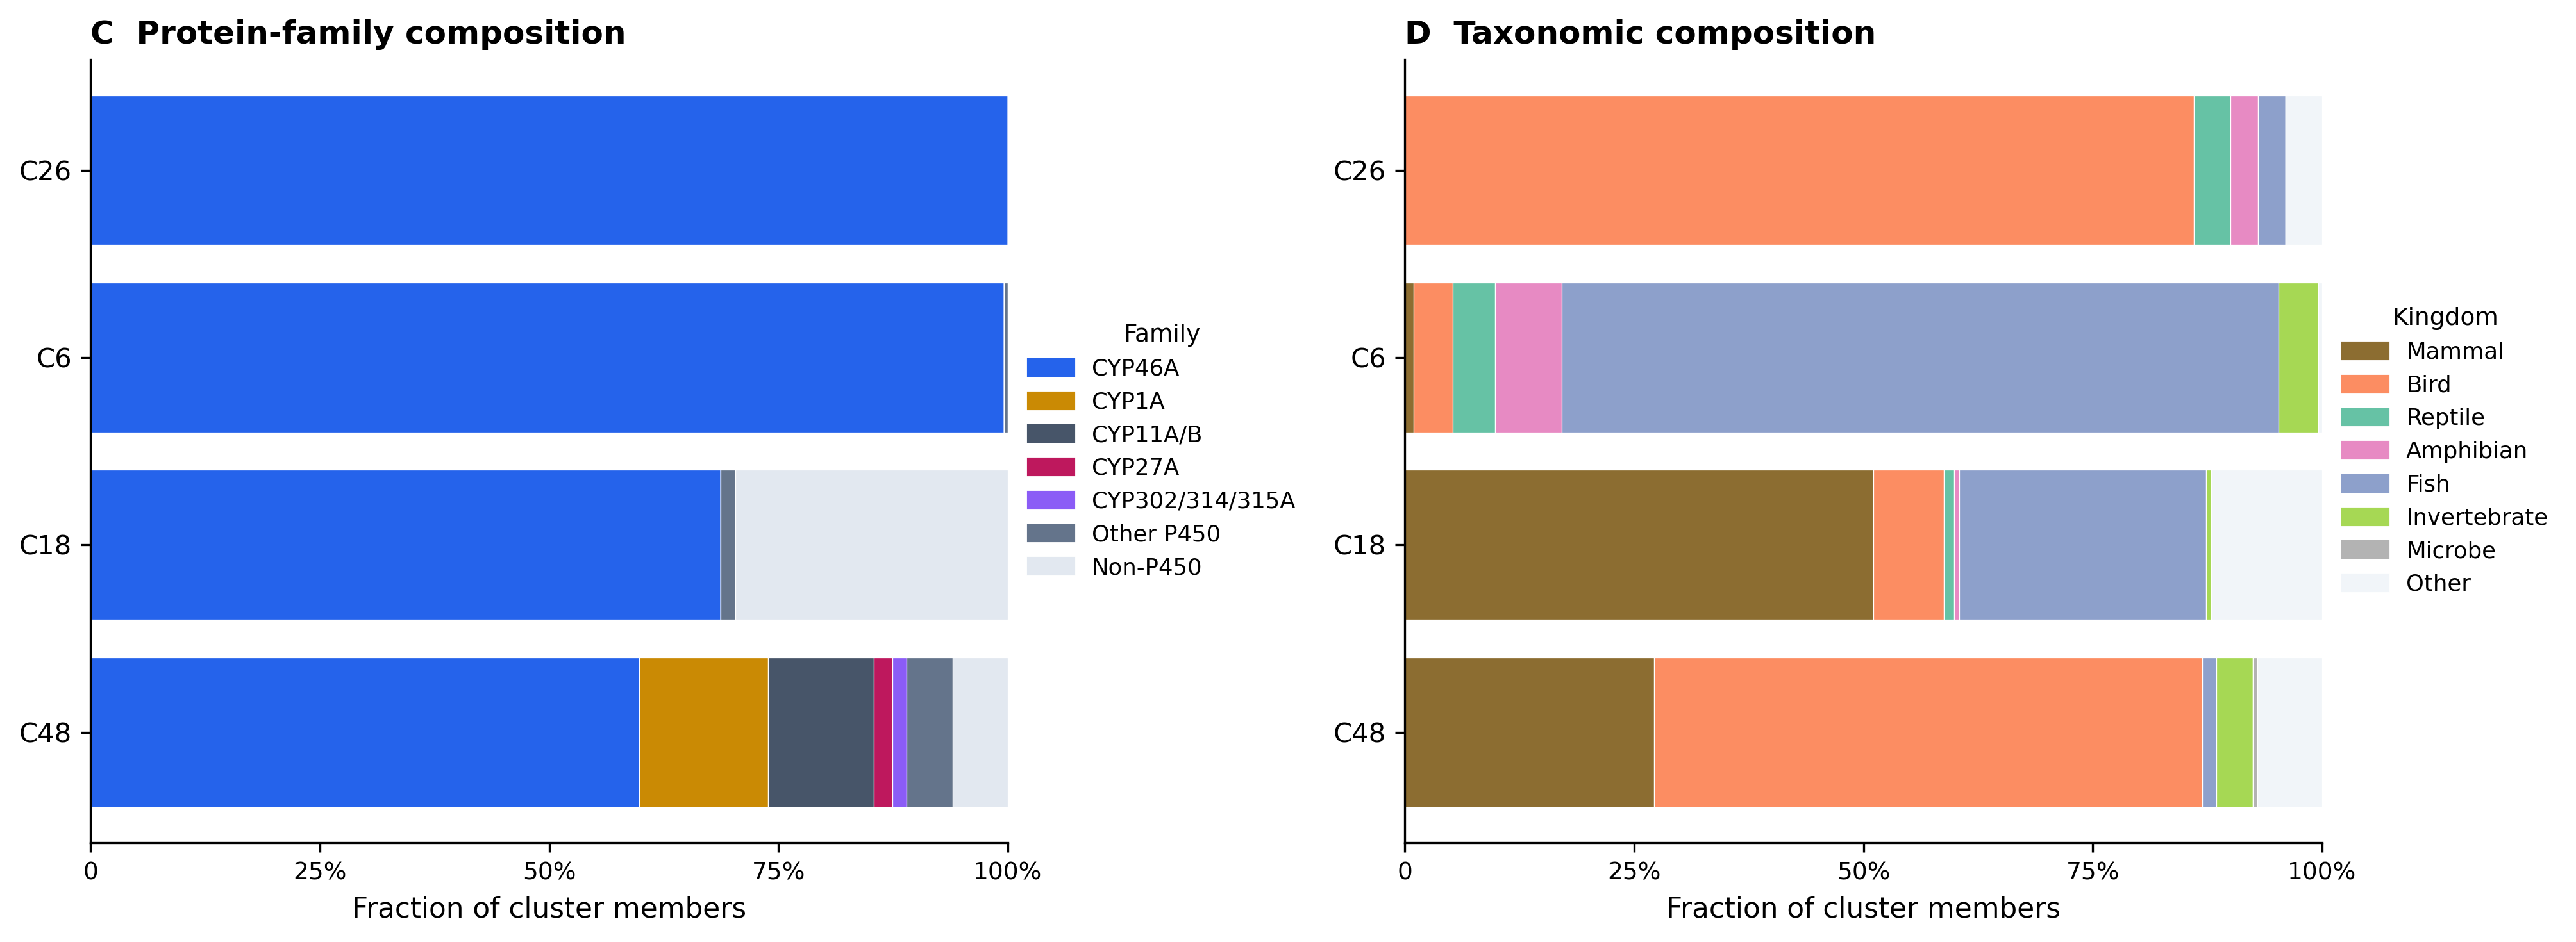 C  Protein-family composition
C26
C6
C18
C48
0
25%
50%
75%
100%
Fraction of cluster members
Family
CYP46A
CYP1A
CYP11A/B
CYP27A
CYP302/314/315A
Other P450
Non-P450
D  Taxonomic composition
C26
C6
C18
C48
0
25%
50%
75%
100%
Fraction of cluster members
Kingdom
Mammal
Bird
Reptile
Amphibian
Fish
Invertebrate
Microbe
Other